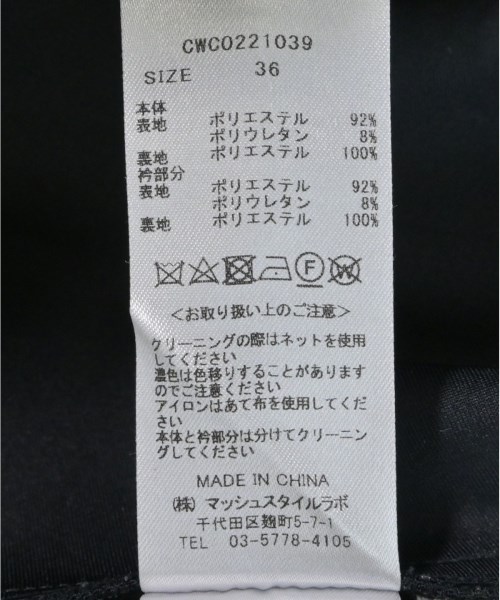 CWCO221039
SIZE 36
本体
表地 ポリエステル 92%
ポリウレタン 8%
裏地 ポリエステル 100%
衿部分
表地 ポリエステル 92%
ポリウレタン 8%
裏地 ポリエステル 100%
F W
＜お取り扱い上のご注意＞
クリーニングの際はネットを使用
してください
濃色は色移りすることがあります
のでご注意ください
アイロンはあて布を使用してくだ
さい
本体と衿部分は分けてクリーニン
グしてください
MADE IN CHINA
(株) マッシュスタイルラボ
千代田区麹町5-7-1
TEL 03-5778-4105